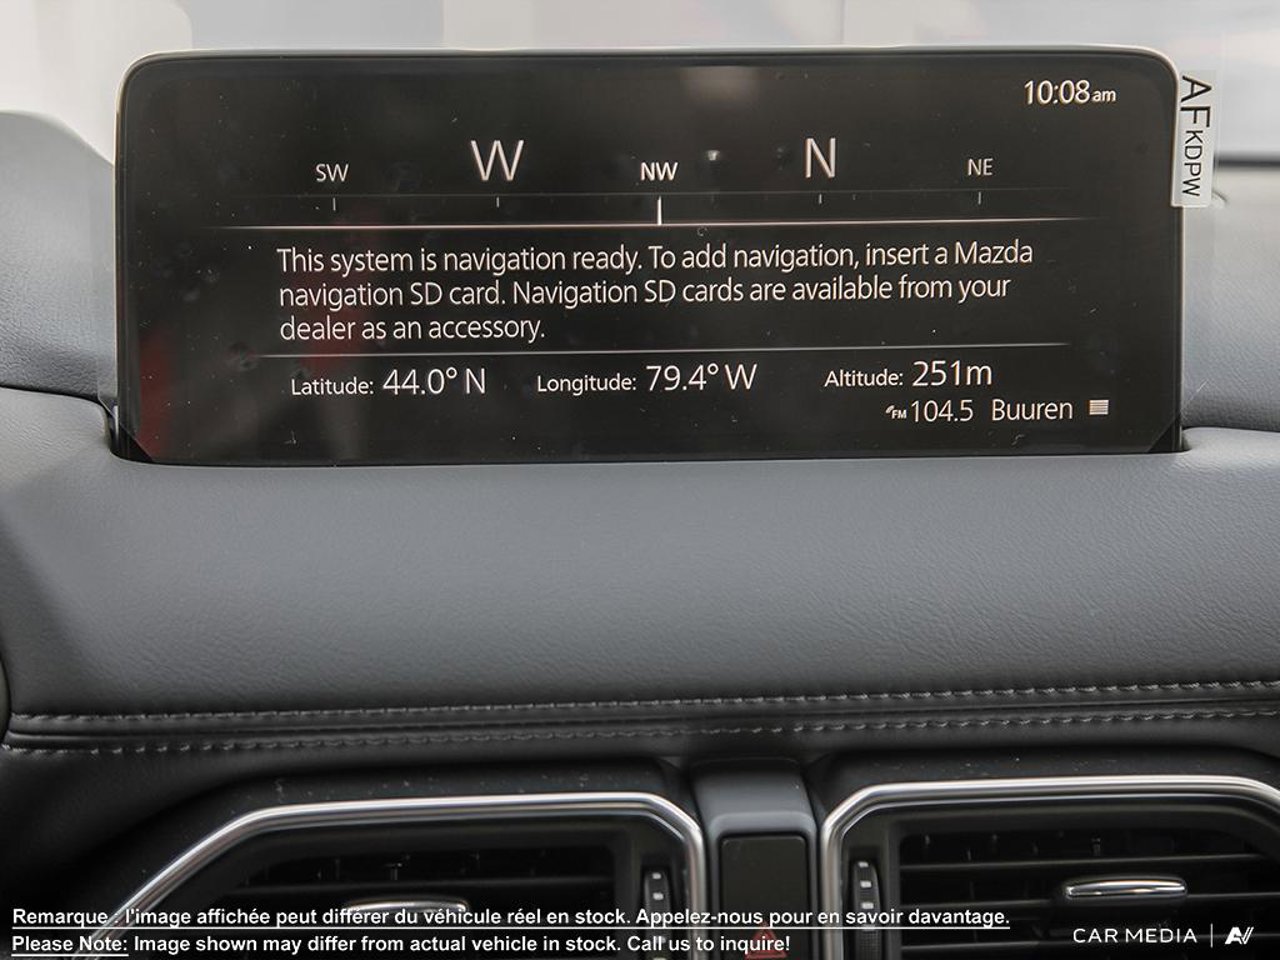 10:08am
SW W NW N NE
This system is navigation ready. To add navigation, insert a Mazda
navigation SD card. Navigation SD cards are available from your
dealer as an accessory.
Latitude: 44.0° N Longitude: 79.4° W Altitude: 251m
FM 104.5 Buuren
AFKDPW
Remarque : l'image affichée peut différer du véhicule réel en stock. Appelez-nous pour en savoir davantage.
Please Note: Image shown may differ from actual vehicle in stock. Call us to inquire!
CAR MEDIA